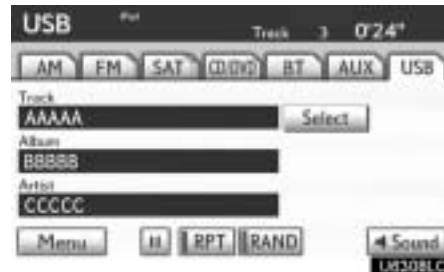 USB iPod Track 3 0'24"
AM FM SAT CD/DVD BT AUX USB
Track
AAAAA Select
Album
BBBBB
Artist
CCCCC
Menu RPT RAND ◄ Sound